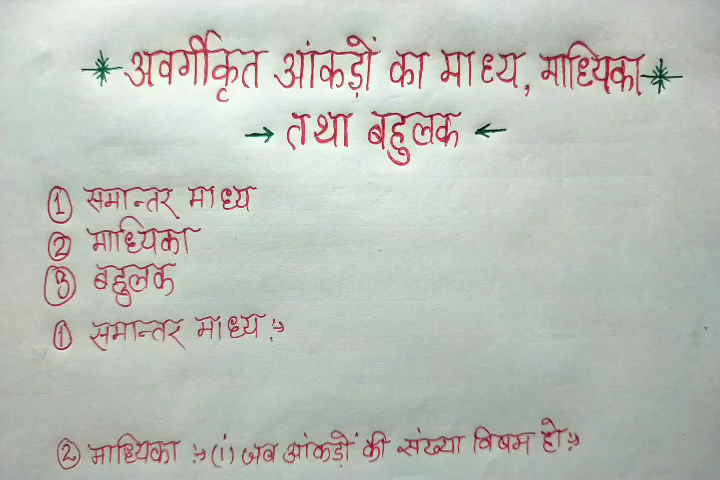 * अवर्गीकृत आंकड़ों का माध्य, माध्यिका *
→ तथा बहुलक ←
① समान्तर माध्य
② माध्यिका
③ बहुलक
① समान्तर माध्य :→
② माध्यिका :→ (i) जब आंकड़ों की संख्या विषम हो :→